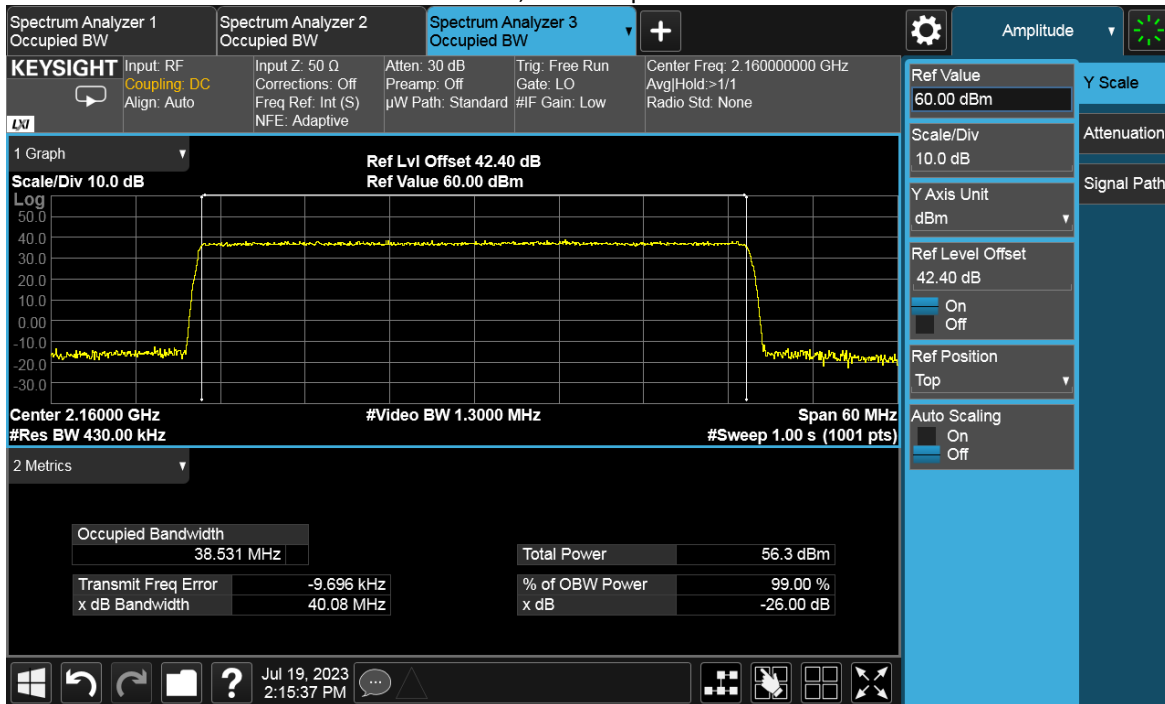 Spectrum Analyzer 1
Occupied BW
Spectrum Analyzer 2
Occupied BW
Spectrum Analyzer 3
Occupied BW
Amplitude
KEYSIGHT
LXI
Input: RF
Coupling: DC
Align: Auto
Input Z: 50 Ω
Corrections: Off
Freq Ref: Int (S)
NFE: Adaptive
Atten: 30 dB
Preamp: Off
µW Path: Standard
Trig: Free Run
Gate: LO
#IF Gain: Low
Center Freq: 2.160000000 GHz
Avg|Hold:>1/1
Radio Std: None
1 Graph
Scale/Div 10.0 dB
Ref Lvl Offset 42.40 dB
Ref Value 60.00 dBm
Log
50.0
40.0
30.0
20.0
10.0
0.00
-10.0
-20.0
-30.0
Center 2.16000 GHz
#Res BW 430.00 kHz
#Video BW 1.3000 MHz
Span 60 MHz
#Sweep 1.00 s (1001 pts)
2 Metrics
Occupied Bandwidth
38.531 MHz
Total Power 56.3 dBm
Transmit Freq Error -9.696 kHz
% of OBW Power 99.00 %
x dB Bandwidth 40.08 MHz
x dB -26.00 dB
Ref Value
60.00 dBm
Scale/Div
10.0 dB
Y Axis Unit
dBm
Ref Level Offset
42.40 dB
On
Off
Ref Position
Top
Auto Scaling
On
Off
Y Scale
Attenuation
Signal Path
?
Jul 19, 2023
2:15:37 PM